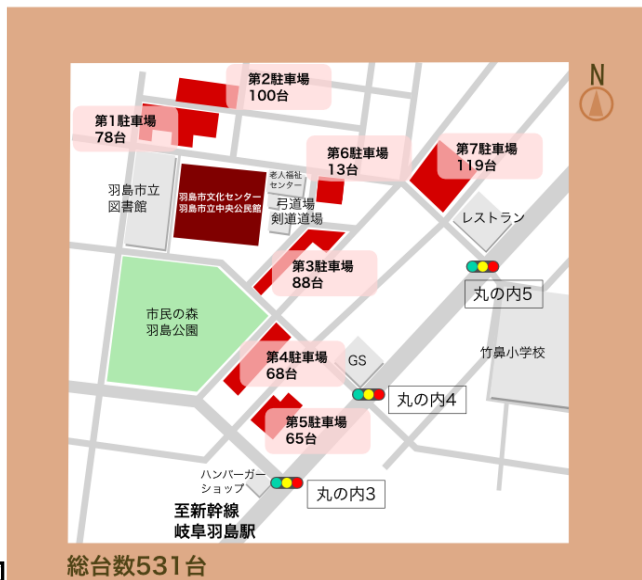 N
第2駐車場
100台
第1駐車場
78台
第6駐車場
13台
第7駐車場
119台
老人福祉
センター
羽島市立
図書館
羽島市文化センター
羽島市立中央公民館
弓道場
剣道道場
レストラン
第3駐車場
88台
丸の内5
市民の森
羽島公園
竹鼻小学校
第4駐車場
68台
GS
丸の内4
第5駐車場
65台
ハンバーガー
ショップ
丸の内3
至新幹線
岐阜羽島駅
総台数531台